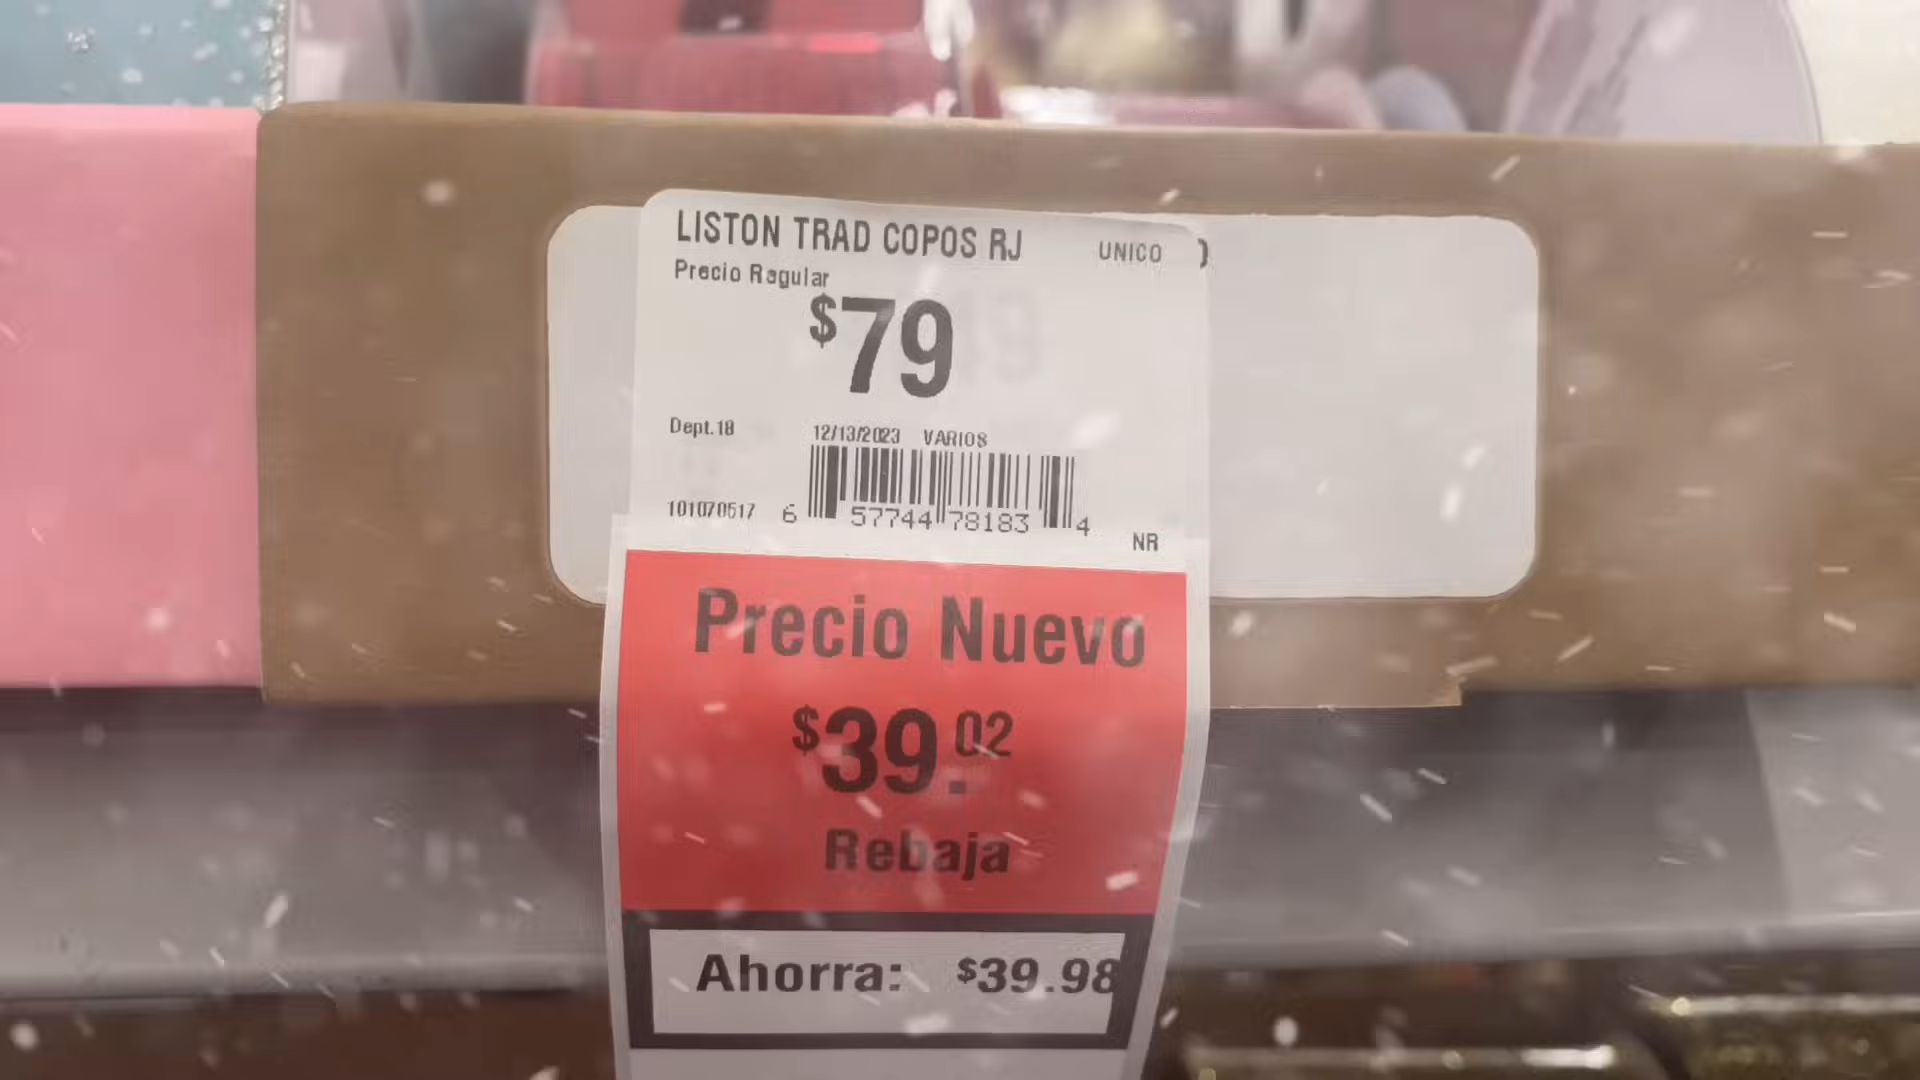 LISTON TRAD COPOS RJ UNICO
Precio Regular
$79
Dept.18 12/13/2023 VARIOS
101070517 6 57744 78183 4 NR
Precio Nuevo
$39.02
Rebaja
Ahorra: $39.98